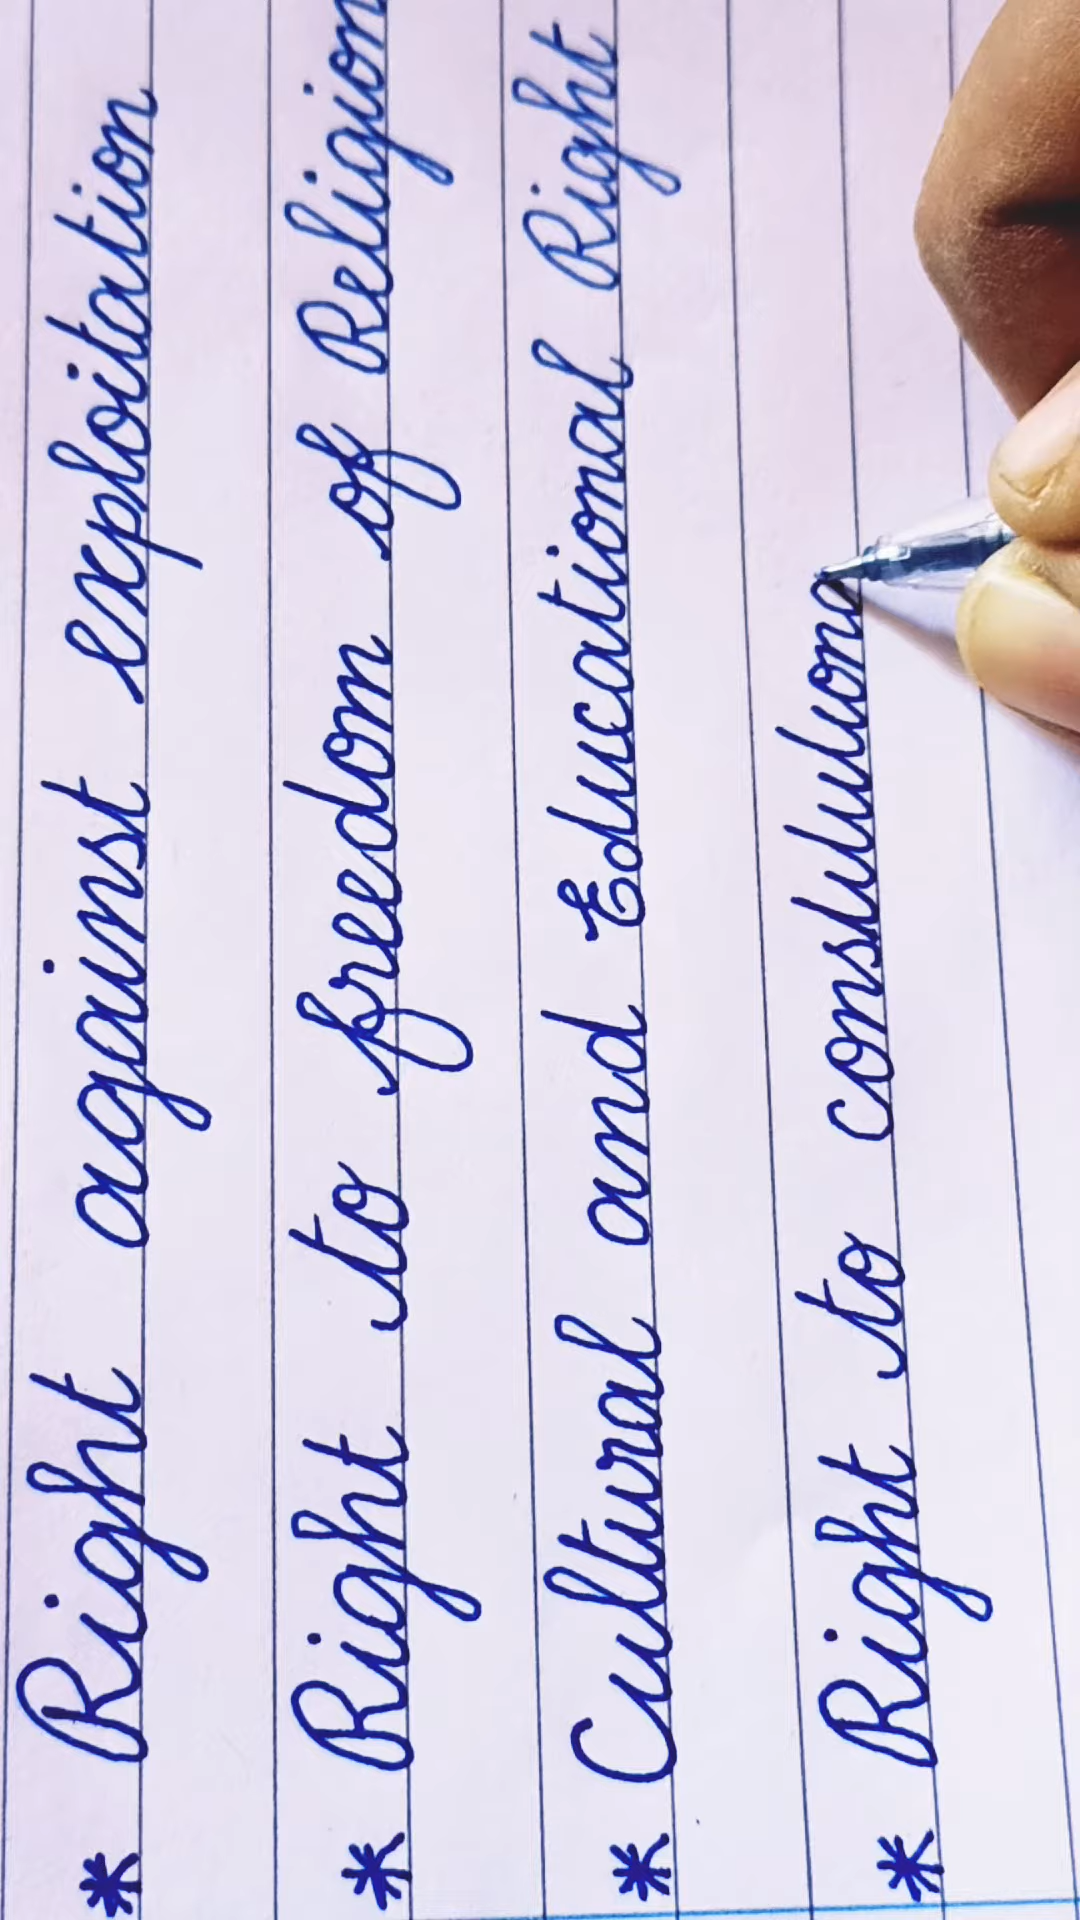 * Right against exploitation
* Right to freedom of Religion
* Cultural and Educational Right
* Right to constitutiona